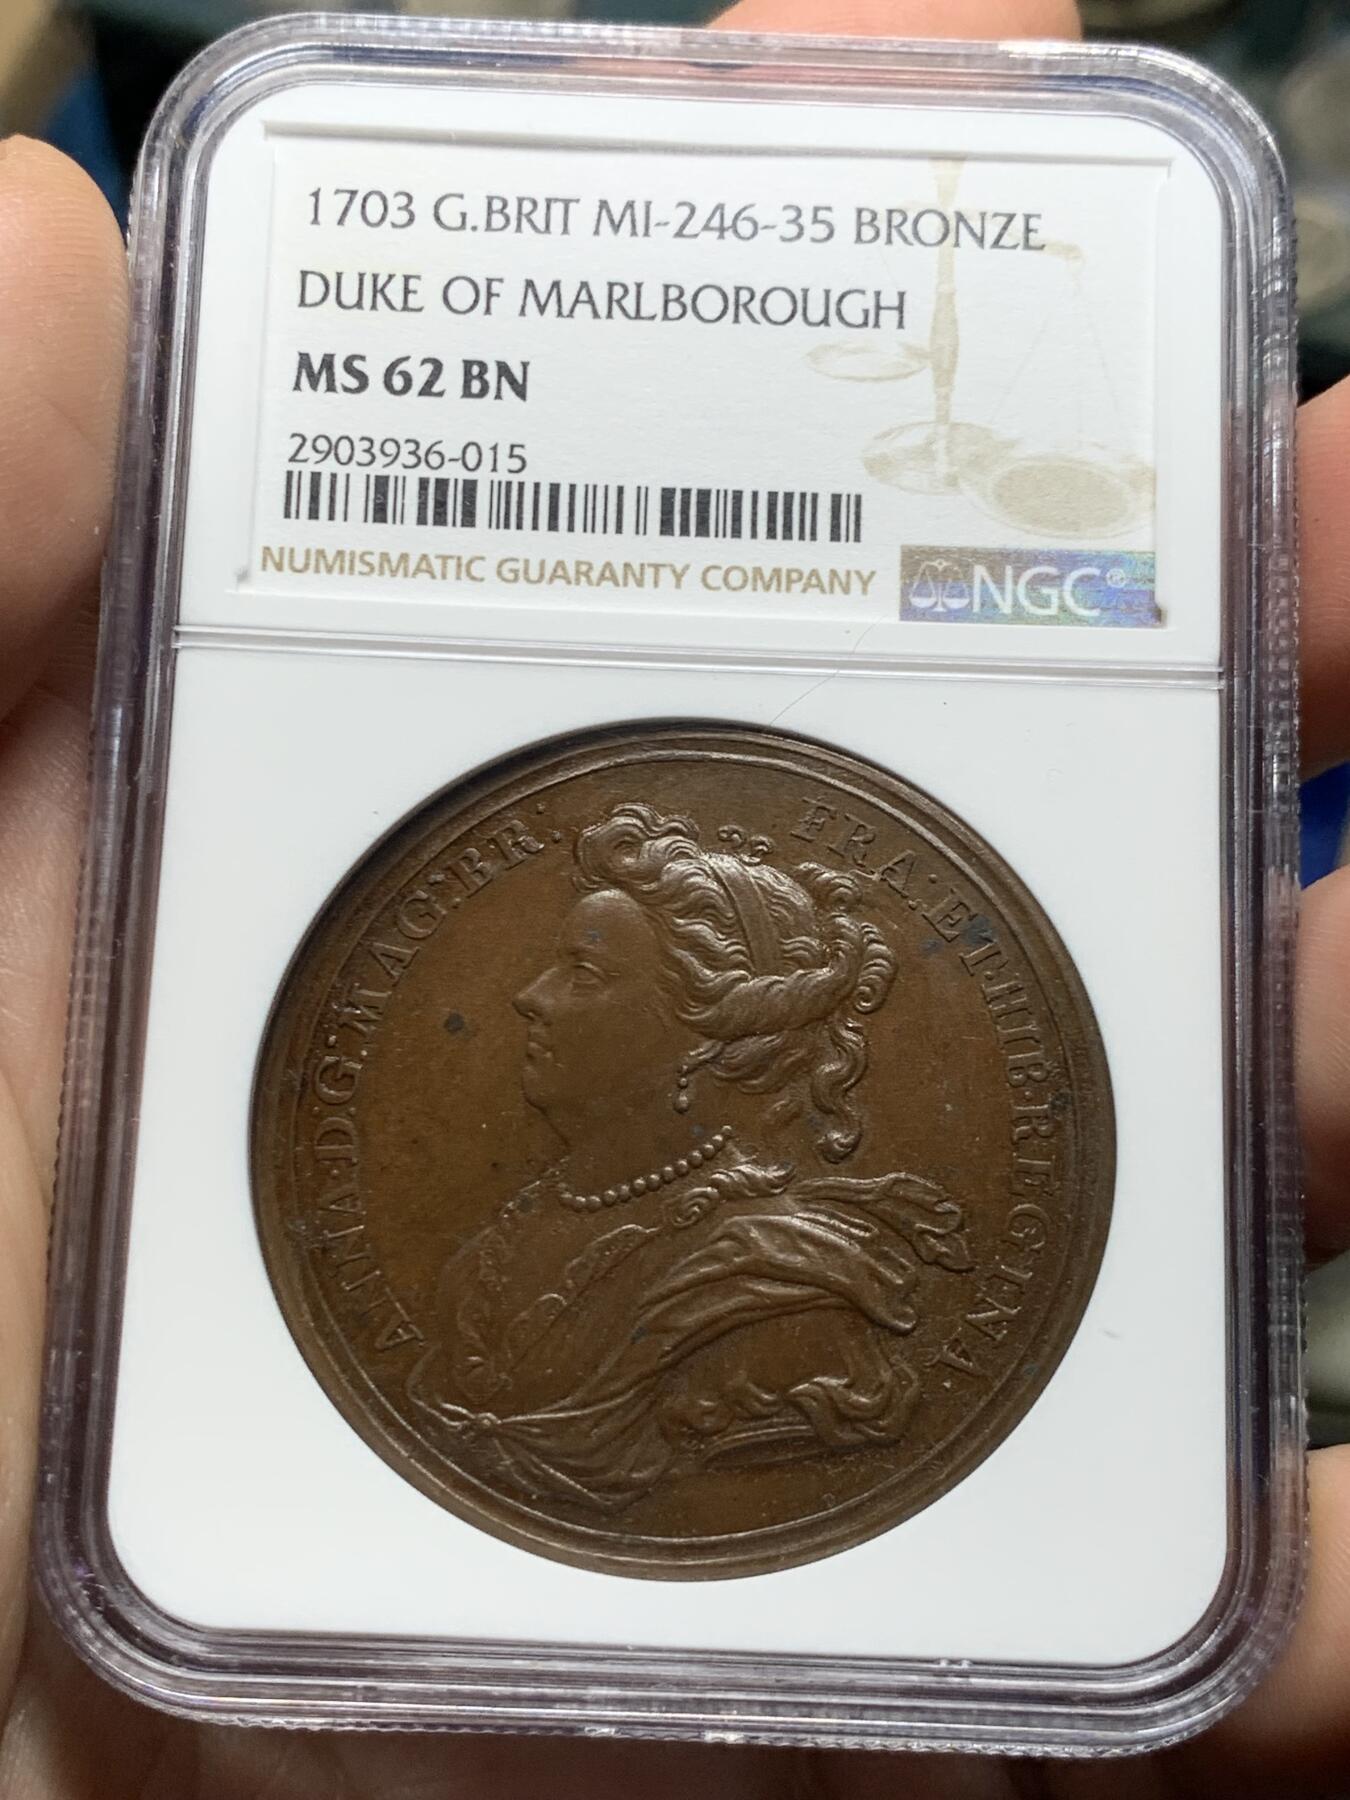 1703 G.BRIT MI-246-35 BRONZE
DUKE OF MARLBOROUGH
MS 62 BN
2903936-015
NUMISMATIC GUARANTY COMPANY
NGC®
ANNA·D:G:MAG:BR: FRA:ET·HIB·REGINA·